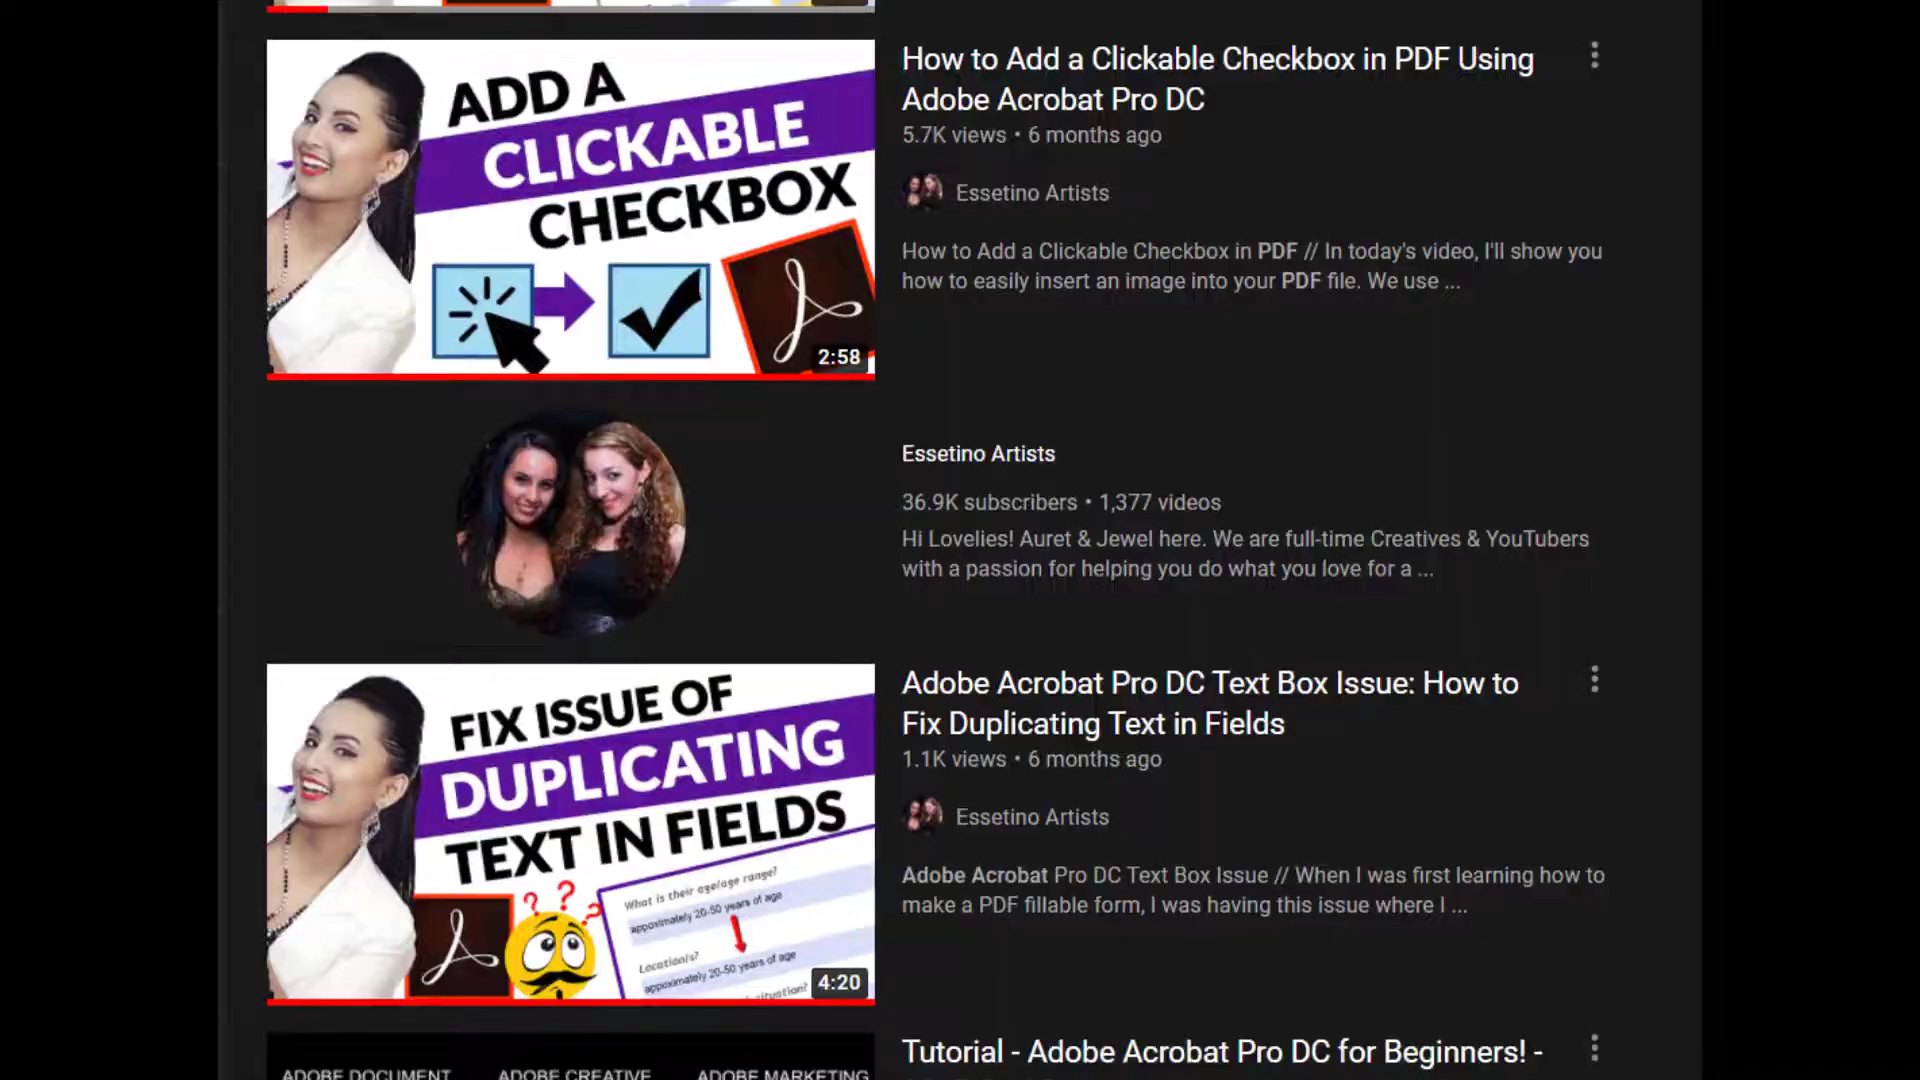 ADD A
CLICKABLE
CHECKBOX
2:58
How to Add a Clickable Checkbox in PDF Using
Adobe Acrobat Pro DC
5.7K views • 6 months ago
Essetino Artists
How to Add a Clickable Checkbox in PDF // In today's video, I'll show you
how to easily insert an image into your PDF file. We use ...
Essetino Artists
36.9K subscribers • 1,377 videos
Hi Lovelies! Auret & Jewel here. We are full-time Creatives & YouTubers
with a passion for helping you do what you love for a ...
FIX ISSUE OF
DUPLICATING
TEXT IN FIELDS
What is their age/age range?
appoximately 20-50 years of age
Location/s?
appoximately 20-50 years of age
situation?
4:20
Adobe Acrobat Pro DC Text Box Issue: How to
Fix Duplicating Text in Fields
1.1K views • 6 months ago
Essetino Artists
Adobe Acrobat Pro DC Text Box Issue // When I was first learning how to
make a PDF fillable form, I was having this issue where I ...
ADOBE DOCUMENT ADOBE CREATIVE ADOBE MARKETING
Tutorial - Adobe Acrobat Pro DC for Beginners! -